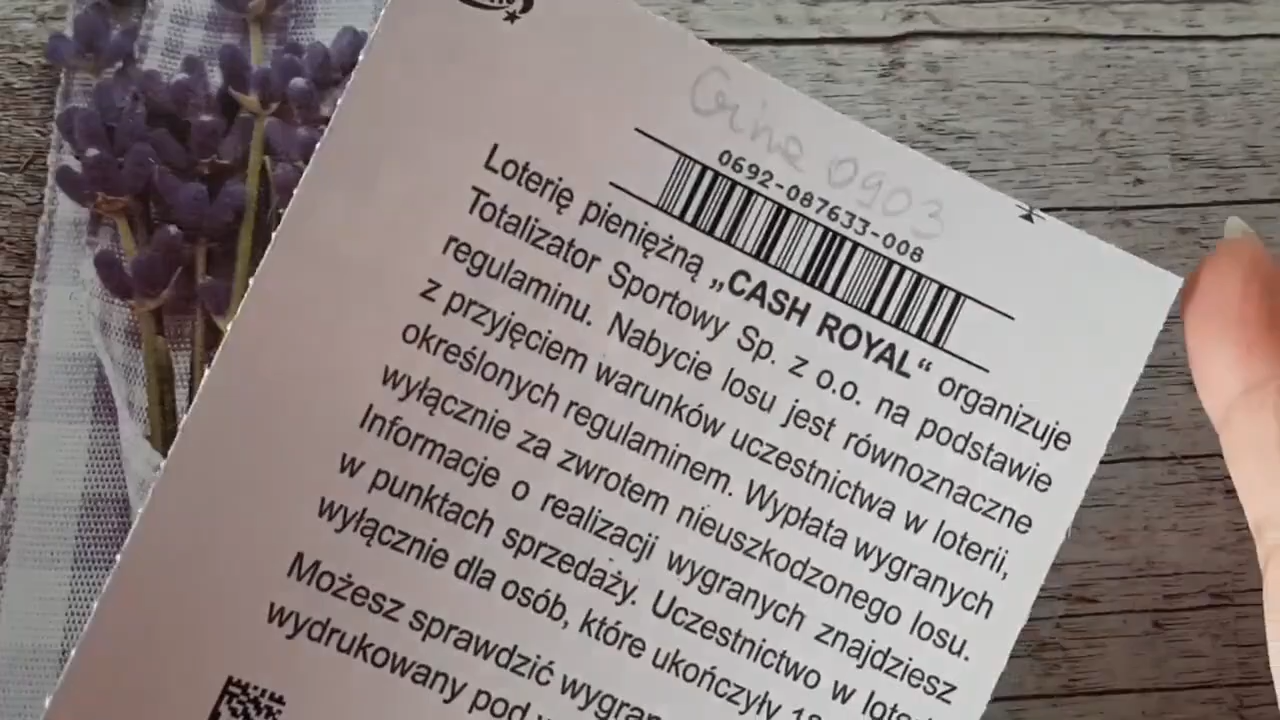 Crina 0903
0692-087633-008
Loterię pieniężną „CASH ROYAL“ organizuje
Totalizator Sportowy Sp. z o.o. na podstawie
regulaminu. Nabycie losu jest równoznaczne
z przyjęciem warunków uczestnictwa w loterii,
określonych regulaminem. Wypłata wygranych
wyłącznie za zwrotem nieuszkodzonego losu.
Informacje o realizacji wygranych znajdziesz
w punktach sprzedaży. Uczestnictwo w
wyłącznie dla osób, które ukończyły
Możesz sprawdzić
wydrukowany pod